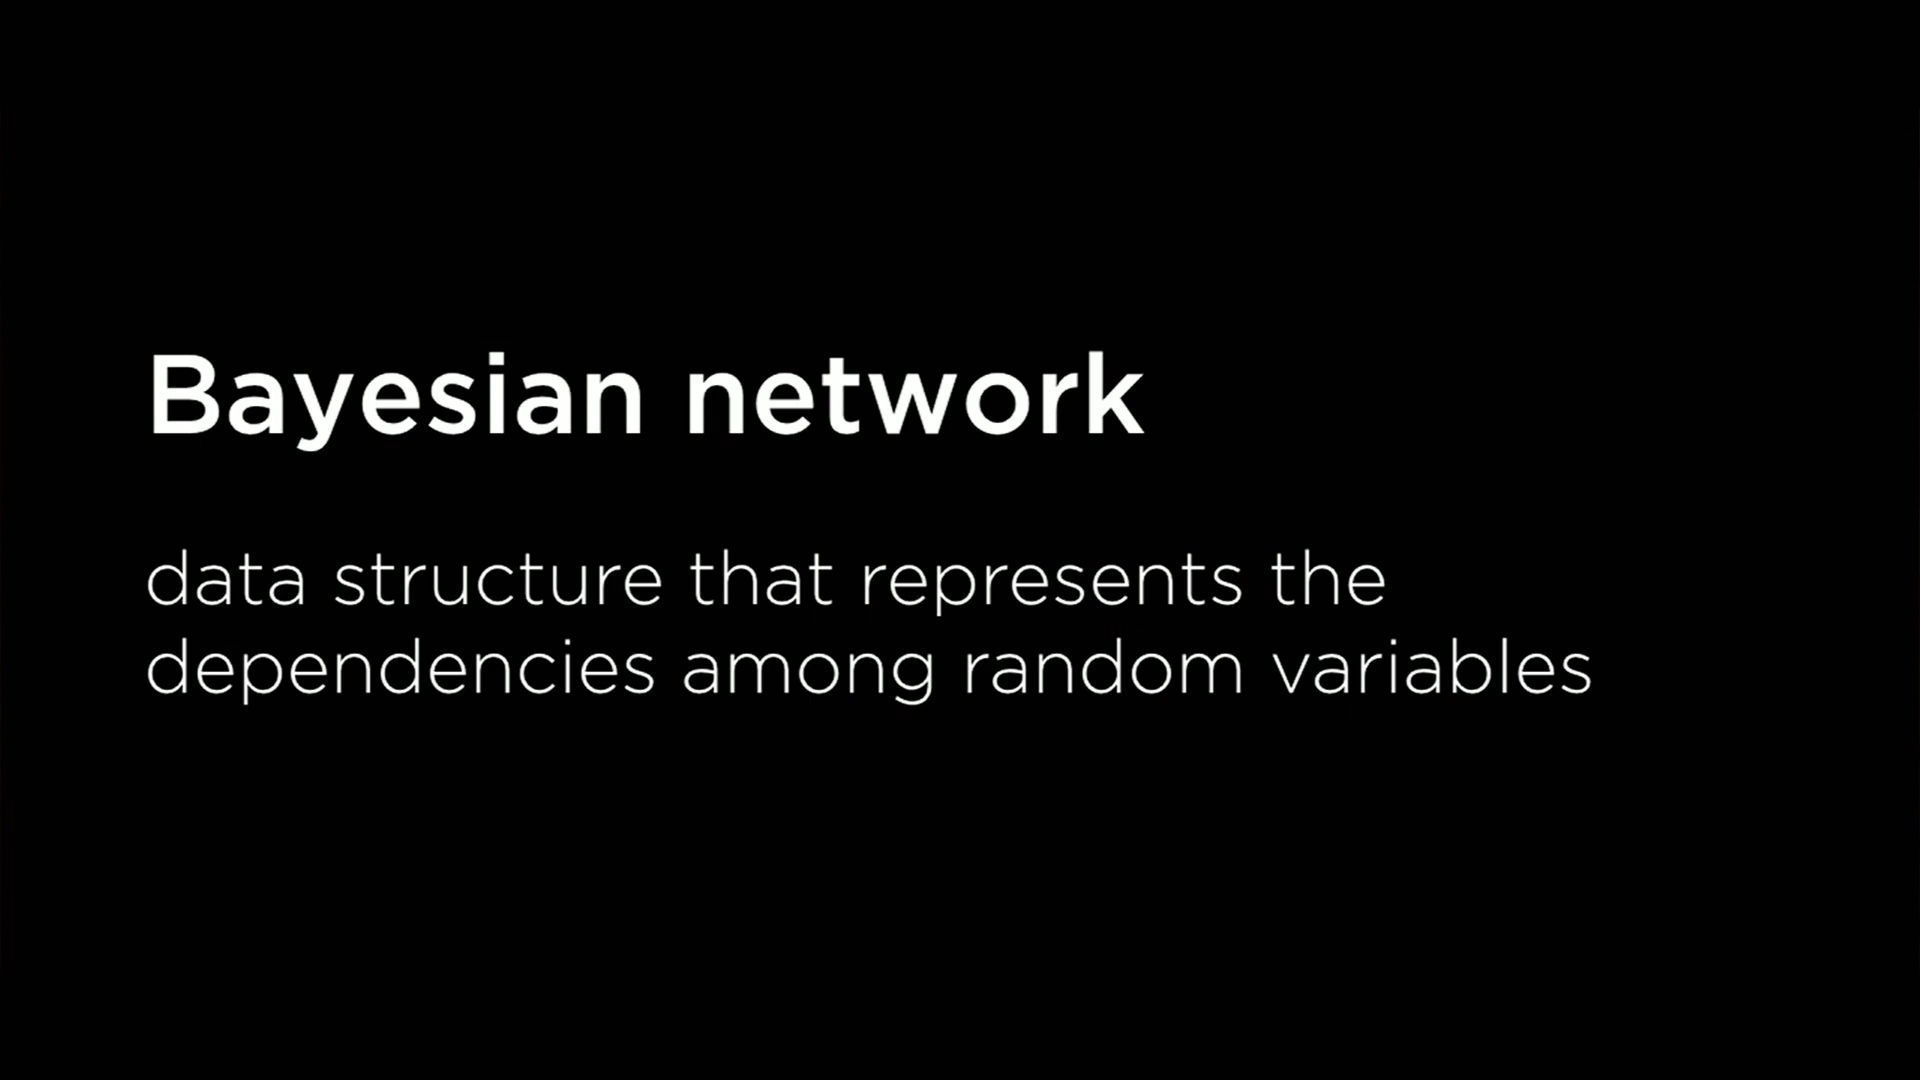 Bayesian network
data structure that represents the
dependencies among random variables